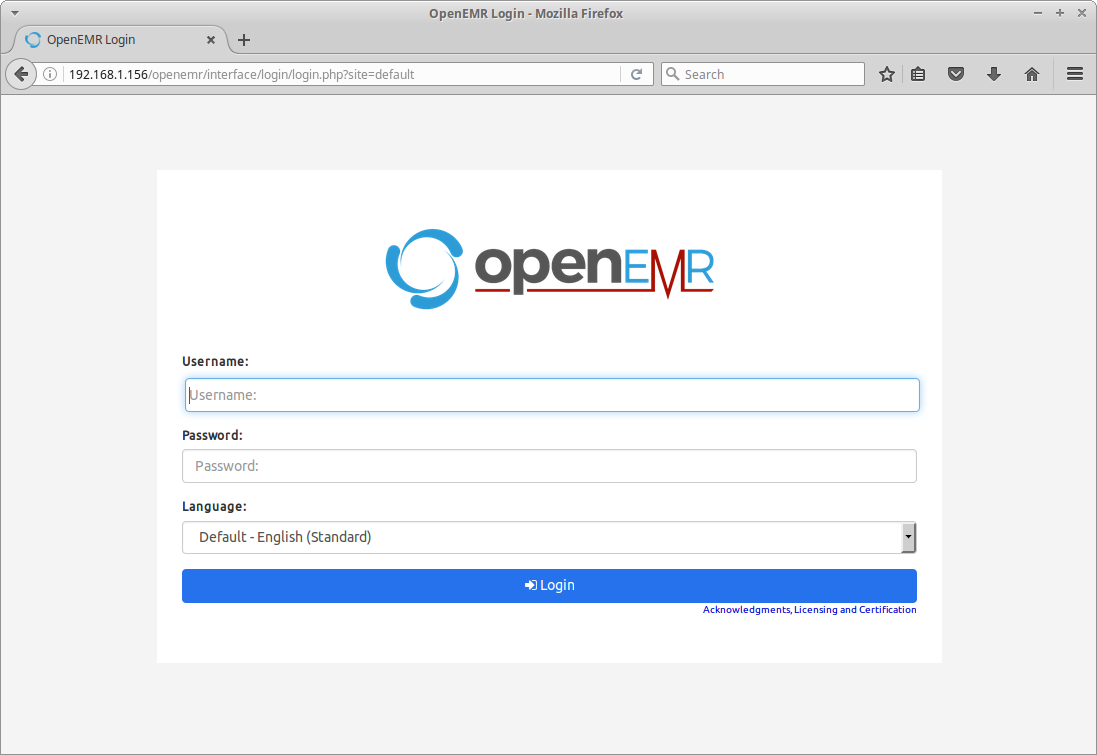 OpenEMR Login - Mozilla Firefox
OpenEMR Login
192.168.1.156/openemr/interface/login/login.php?site=default
Search
openEMR
Username:
Username:
Password:
Password:
Language:
Default - English (Standard)
Login
Acknowledgments, Licensing and Certification